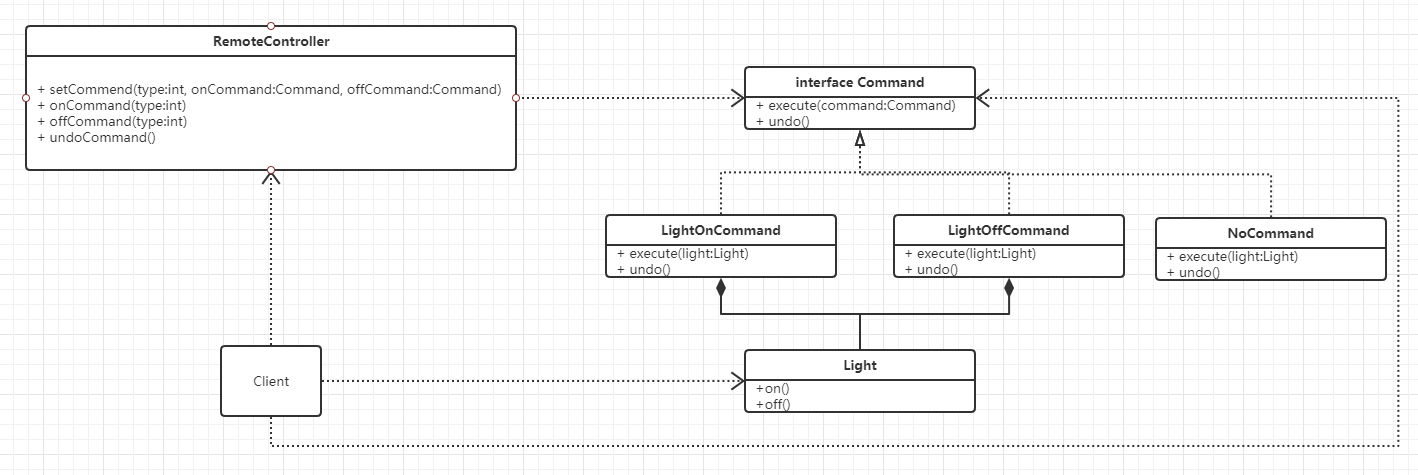 RemoteController
+ setCommend(type:int, onCommand:Command, offCommand:Command)
+ onCommand(type:int)
+ offCommand(type:int)
+ undoCommand()
interface Command
+ execute(command:Command)
+ undo()
LightOnCommand
+ execute(light:Light)
+ undo()
LightOffCommand
+ execute(light:Light)
+ undo()
NoCommand
+ execute(light:Light)
+ undo()
Client
Light
+on()
+off()